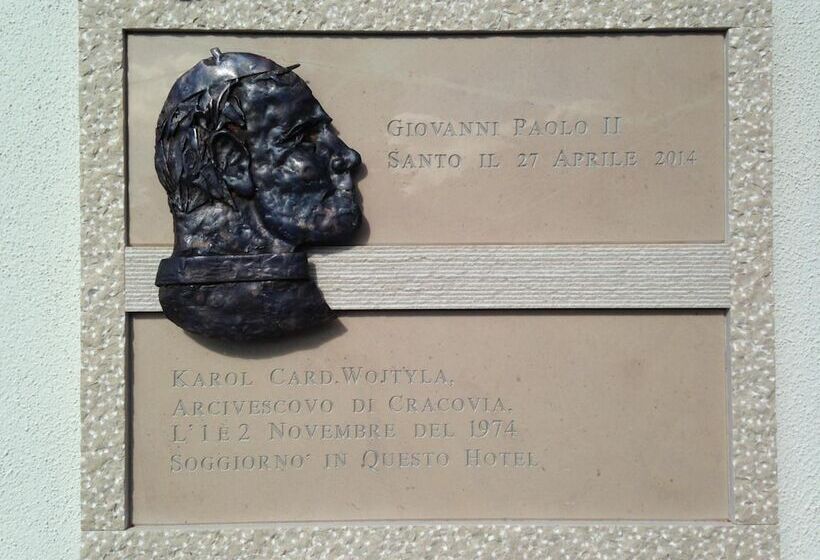 Giovanni Paolo II
Santo il 27 Aprile 2014
Karol Card. Wojtyla,
Arcivescovo di Cracovia,
l'1 è 2 Novembre del 1974
soggiorno' in Questo Hotel